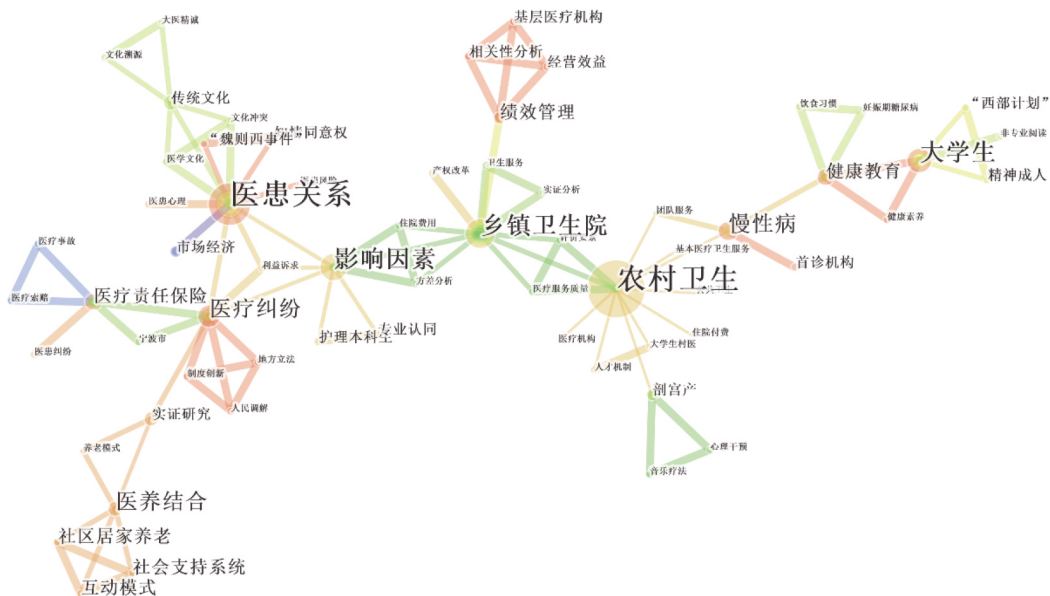 大医精诚
基层医疗机构
文化溯源
相关性分析
经营效益
传统文化
绩效管理
饮食习惯
妊娠期糖尿病
“西部计划”
文化冲突
“魏则西事件”
知情同意权
非专业阅读
大学生
医学文化
卫生服务
产权改革
健康教育
精神成人
医患关系
实证分析
医患心理
团队服务
健康素养
住院费用
乡镇卫生院
慢性病
医疗事故
市场经济
基本医疗卫生服务
影响因素
利益诉求
首诊机构
方差分析
农村卫生
医疗索赔
医疗责任保险
医疗服务质量
医疗纠纷
护理本科生
专业认同
医疗机构
住院付费
宁波市
大学生村医
医患纠纷
地方立法
人才机制
制度创新
剖宫产
人民调解
实证研究
养老模式
心理干预
音乐疗法
医养结合
社区居家养老
社会支持系统
互动模式